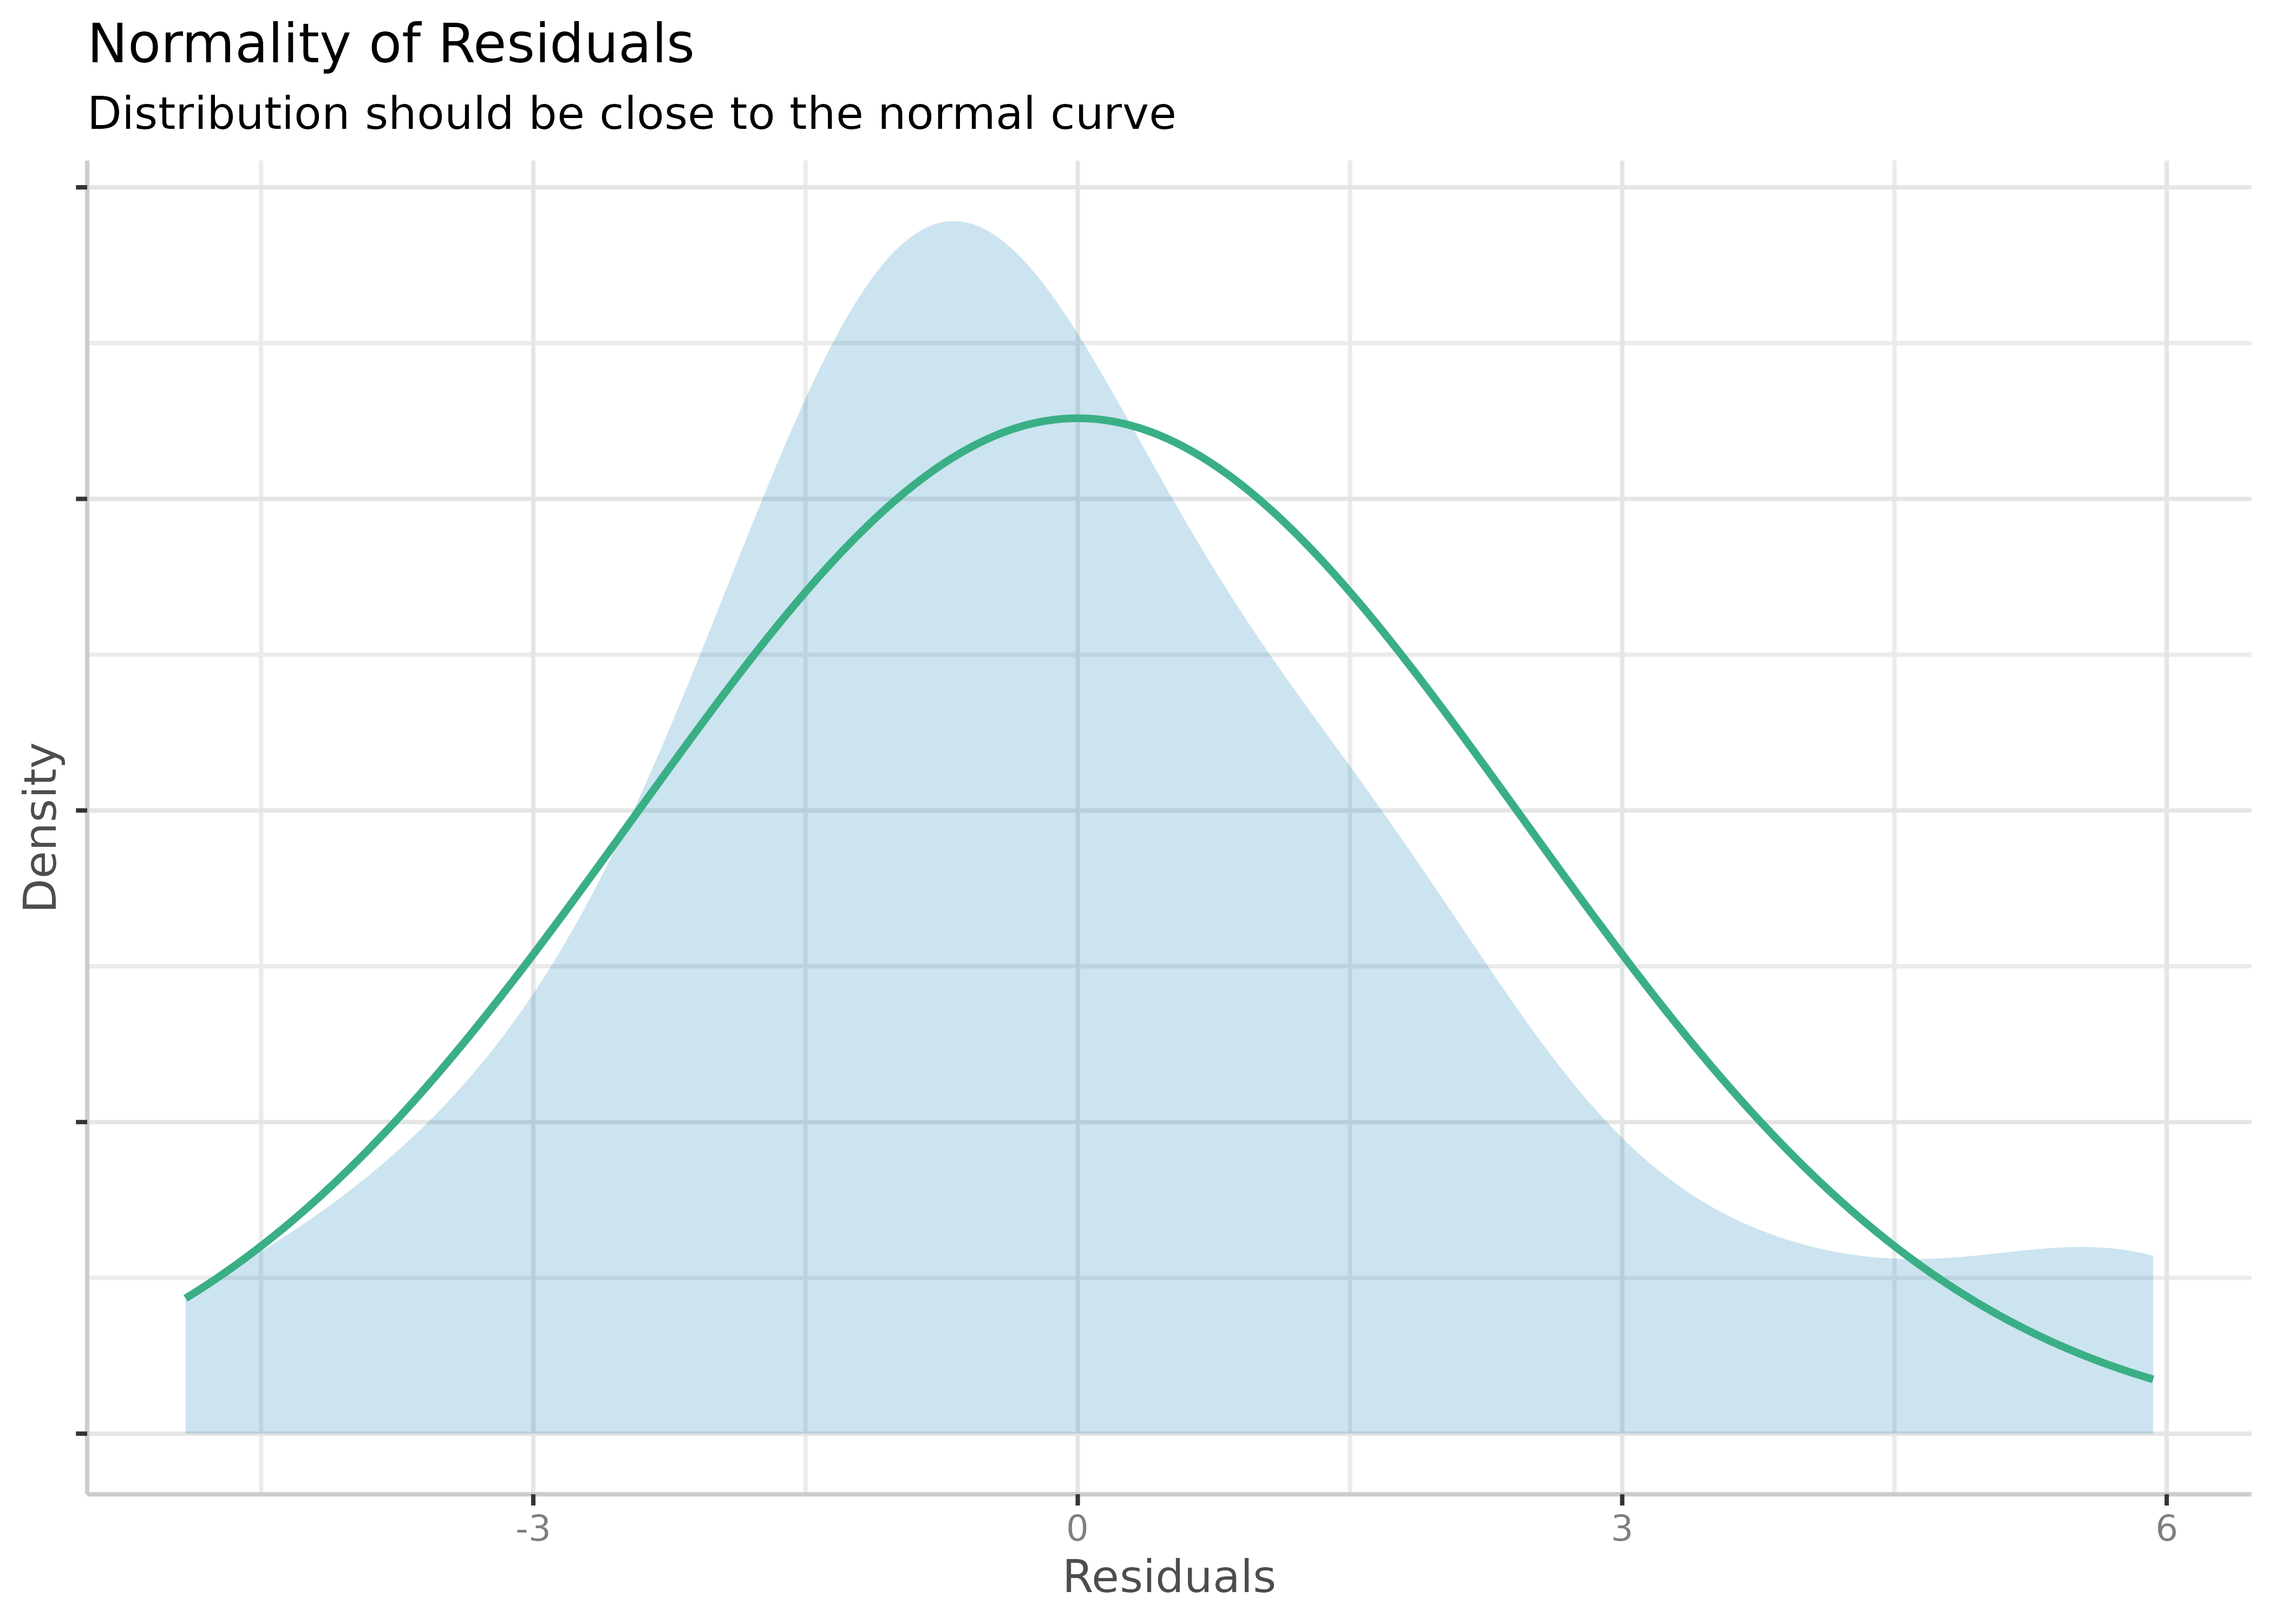 Normality of Residuals
Distribution should be close to the normal curve
Density
-3 0 3 6
Residuals